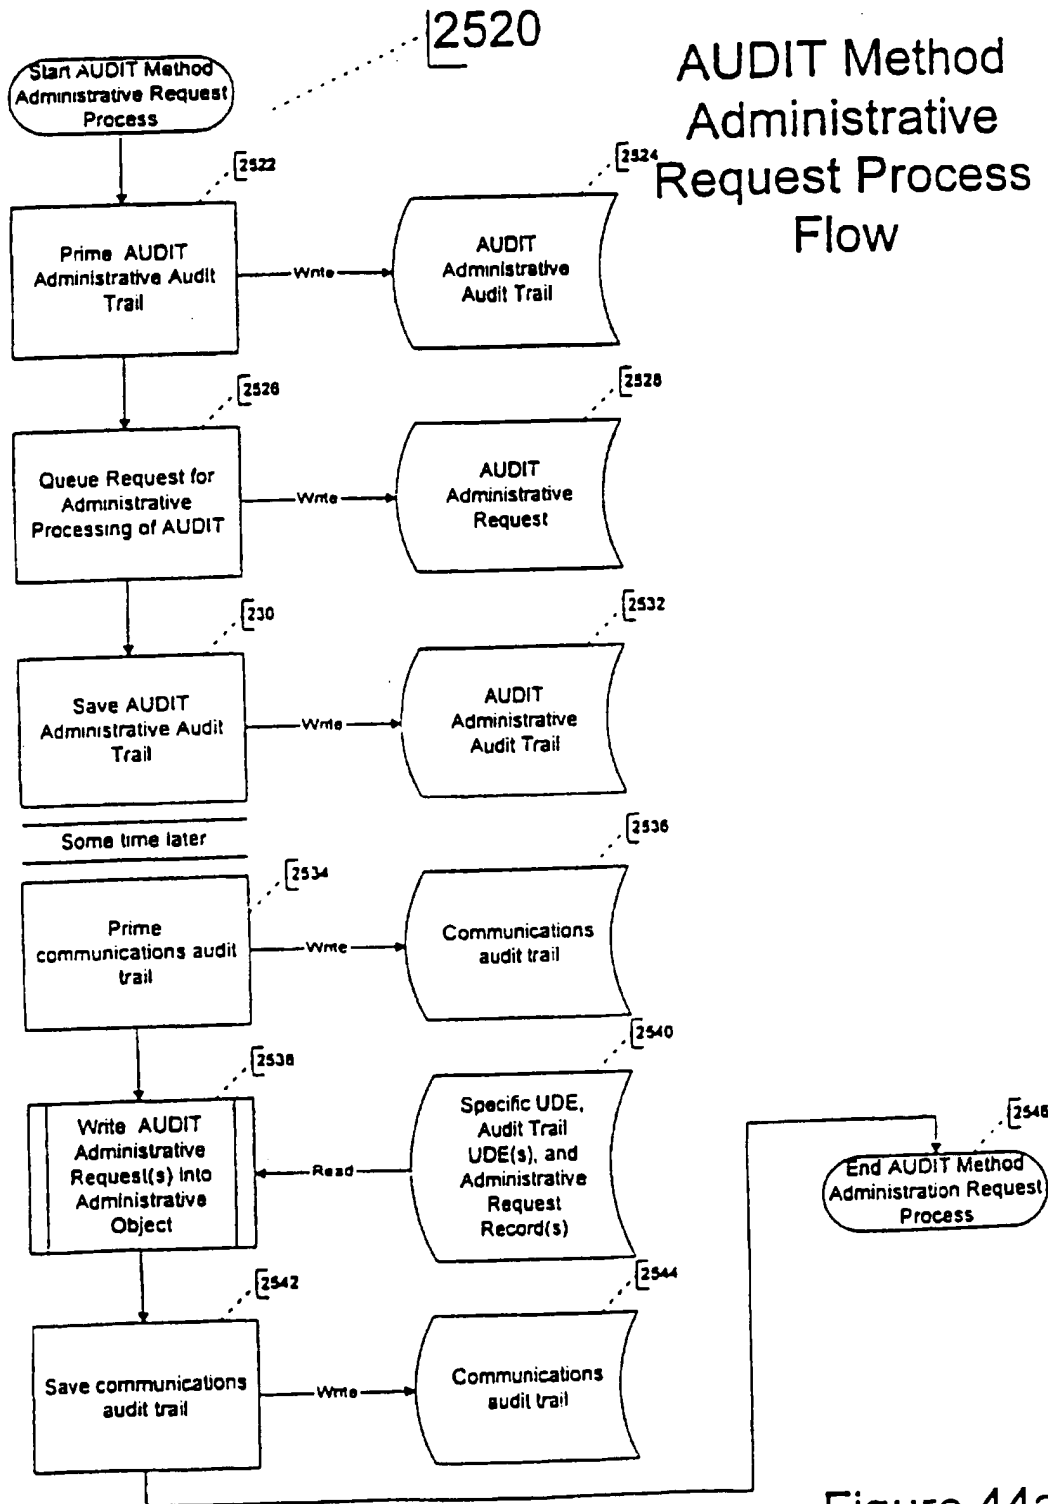 2520
AUDIT Method
Administrative
Request Process
Flow
Start AUDIT Method
Administrative Request
Process
2522
2524
Prime AUDIT
Administrative Audit
Trail
Write
AUDIT
Administrative
Audit Trail
2526
2528
Queue Request for
Administrative
Processing of AUDIT
Write
AUDIT
Administrative
Request
230
2532
Save AUDIT
Administrative Audit
Trail
Write
AUDIT
Administrative
Audit Trail
Some time later
2534
2536
Prime
communications audit
trail
Write
Communications
audit trail
2538
2540
Write AUDIT
Administrative
Request(s) Into
Administrative
Object
Read
Specific UDE,
Audit Trail
UDE(s), and
Administrative
Request
Record(s)
2546
End AUDIT Method
Administration Request
Process
2542
2544
Save communications
audit trail
Write
Communications
audit trail
Figure 44a